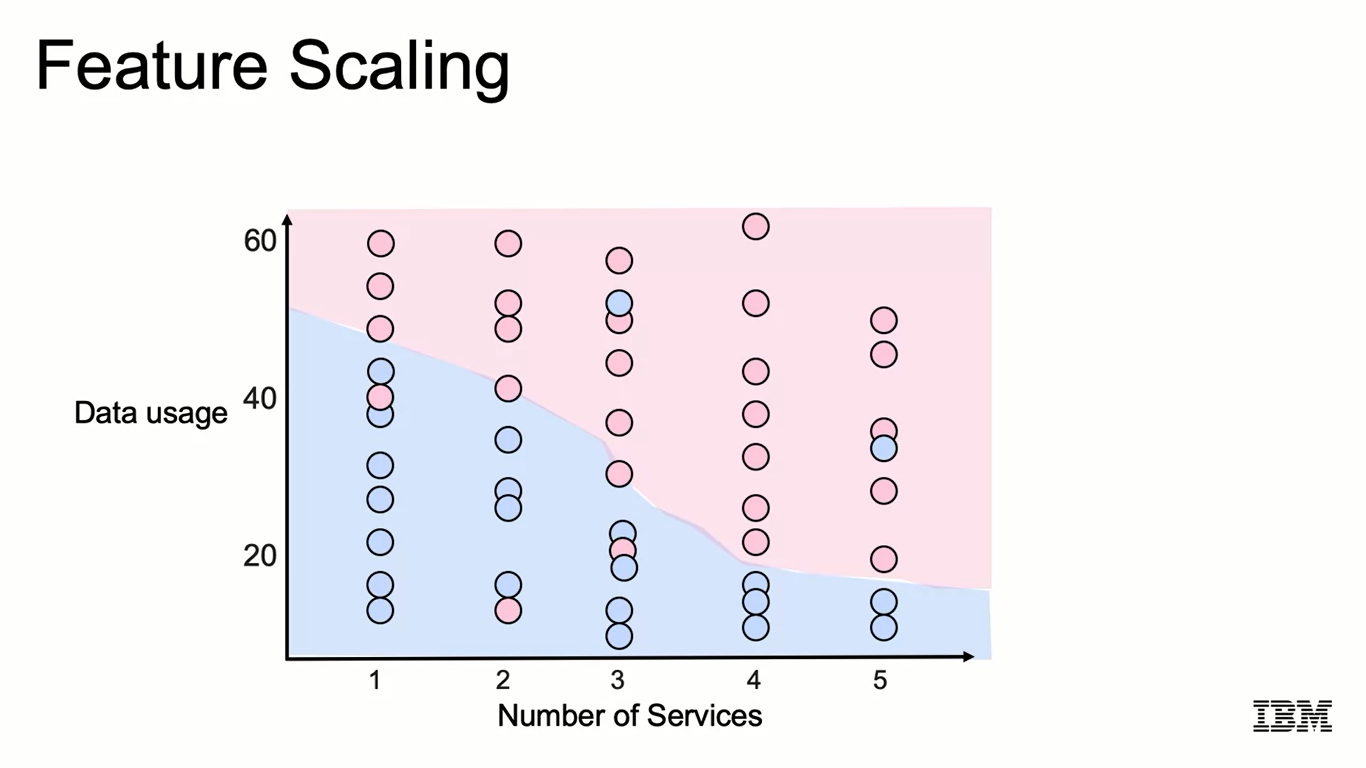 Feature Scaling
60
Data usage
40
20
1 2 3 4 5
Number of Services
IBM